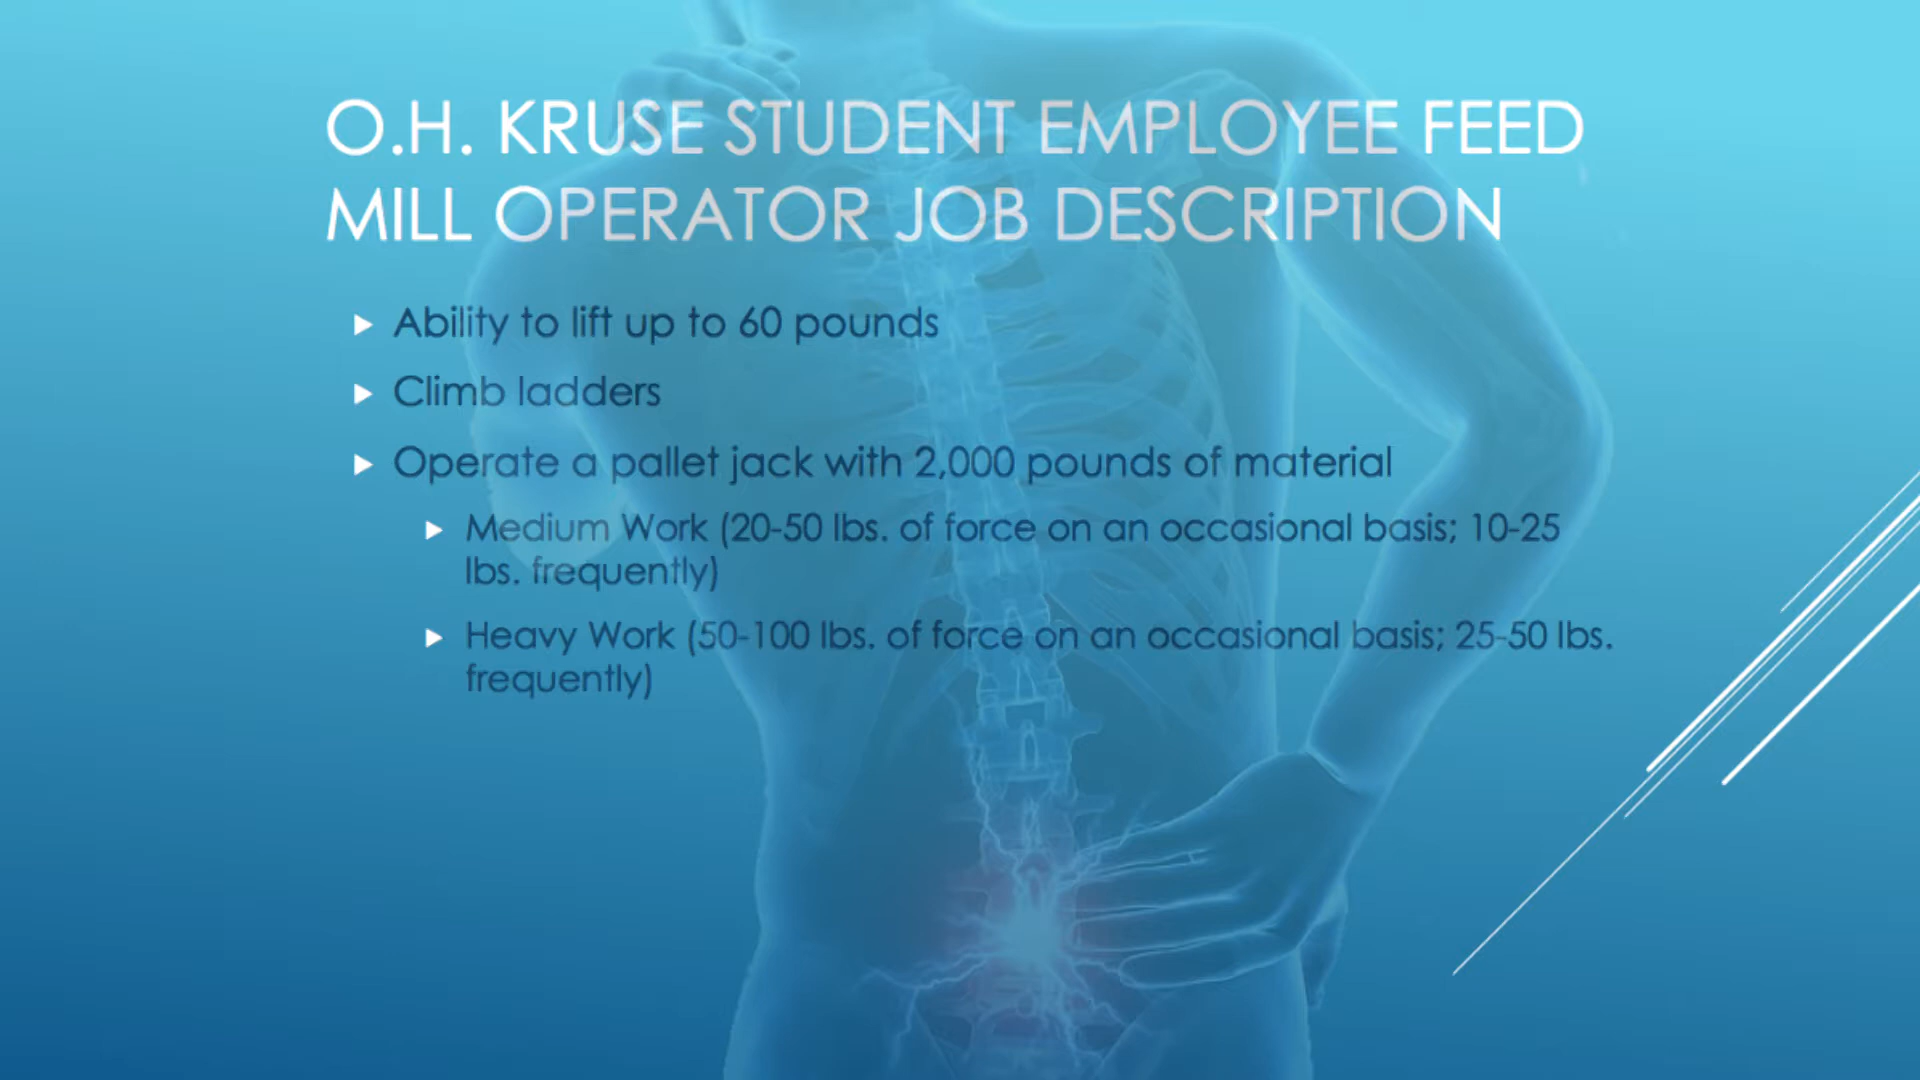 O.H. KRUSE STUDENT EMPLOYEE FEED
MILL OPERATOR JOB DESCRIPTION
Ability to lift up to 60 pounds
Climb ladders
Operate a pallet jack with 2,000 pounds of material
Medium Work (20-50 lbs. of force on an occasional basis; 10-25
lbs. frequently)
Heavy Work (50-100 lbs. of force on an occasional basis; 25-50 lbs.
frequently)